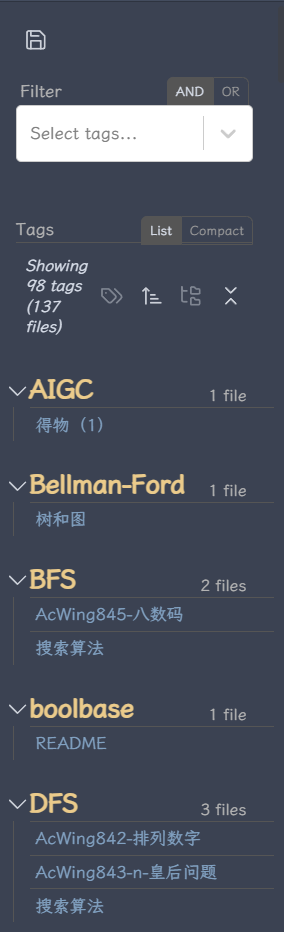 Filter AND OR
Select tags...
Tags List Compact
Showing
98 tags
(137
files)
AIGC 1 file
得物（1）
Bellman-Ford 1 file
树和图
BFS 2 files
AcWing845-八数码
搜索算法
boolbase 1 file
README
DFS 3 files
AcWing842-排列数字
AcWing843-n-皇后问题
搜索算法